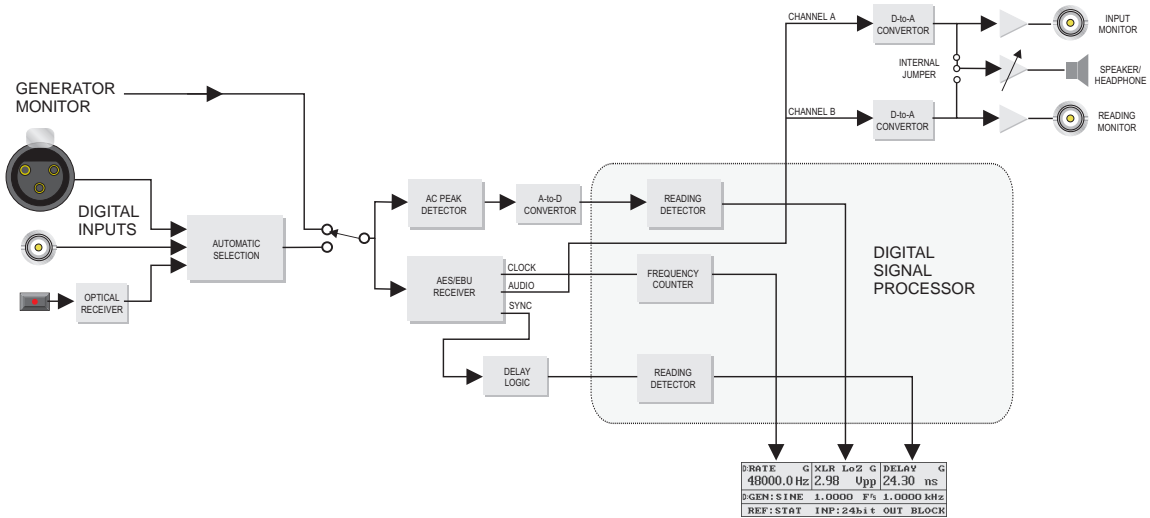 CHANNEL A
D-to-A
CONVERTOR
INPUT
MONITOR
INTERNAL
JUMPER
SPEAKER/
HEADPHONE
CHANNEL B
D-to-A
CONVERTOR
READING
MONITOR
GENERATOR
MONITOR
DIGITAL
INPUTS
AUTOMATIC
SELECTION
OPTICAL
RECEIVER
AC PEAK
DETECTOR
A-to-D
CONVERTOR
READING
DETECTOR
AES/EBU
RECEIVER
CLOCK
AUDIO
SYNC
FREQUENCY
COUNTER
DIGITAL
SIGNAL
PROCESSOR
DELAY
LOGIC
READING
DETECTOR
D:RATE G XLR LoZ G DELAY G
48000.0 Hz 2.98 Vpp 24.30 ns
D:GEN:SINE 1.0000 Frs 1.0000 kHz
REF:STAT INP:24bit OUT BLOCK